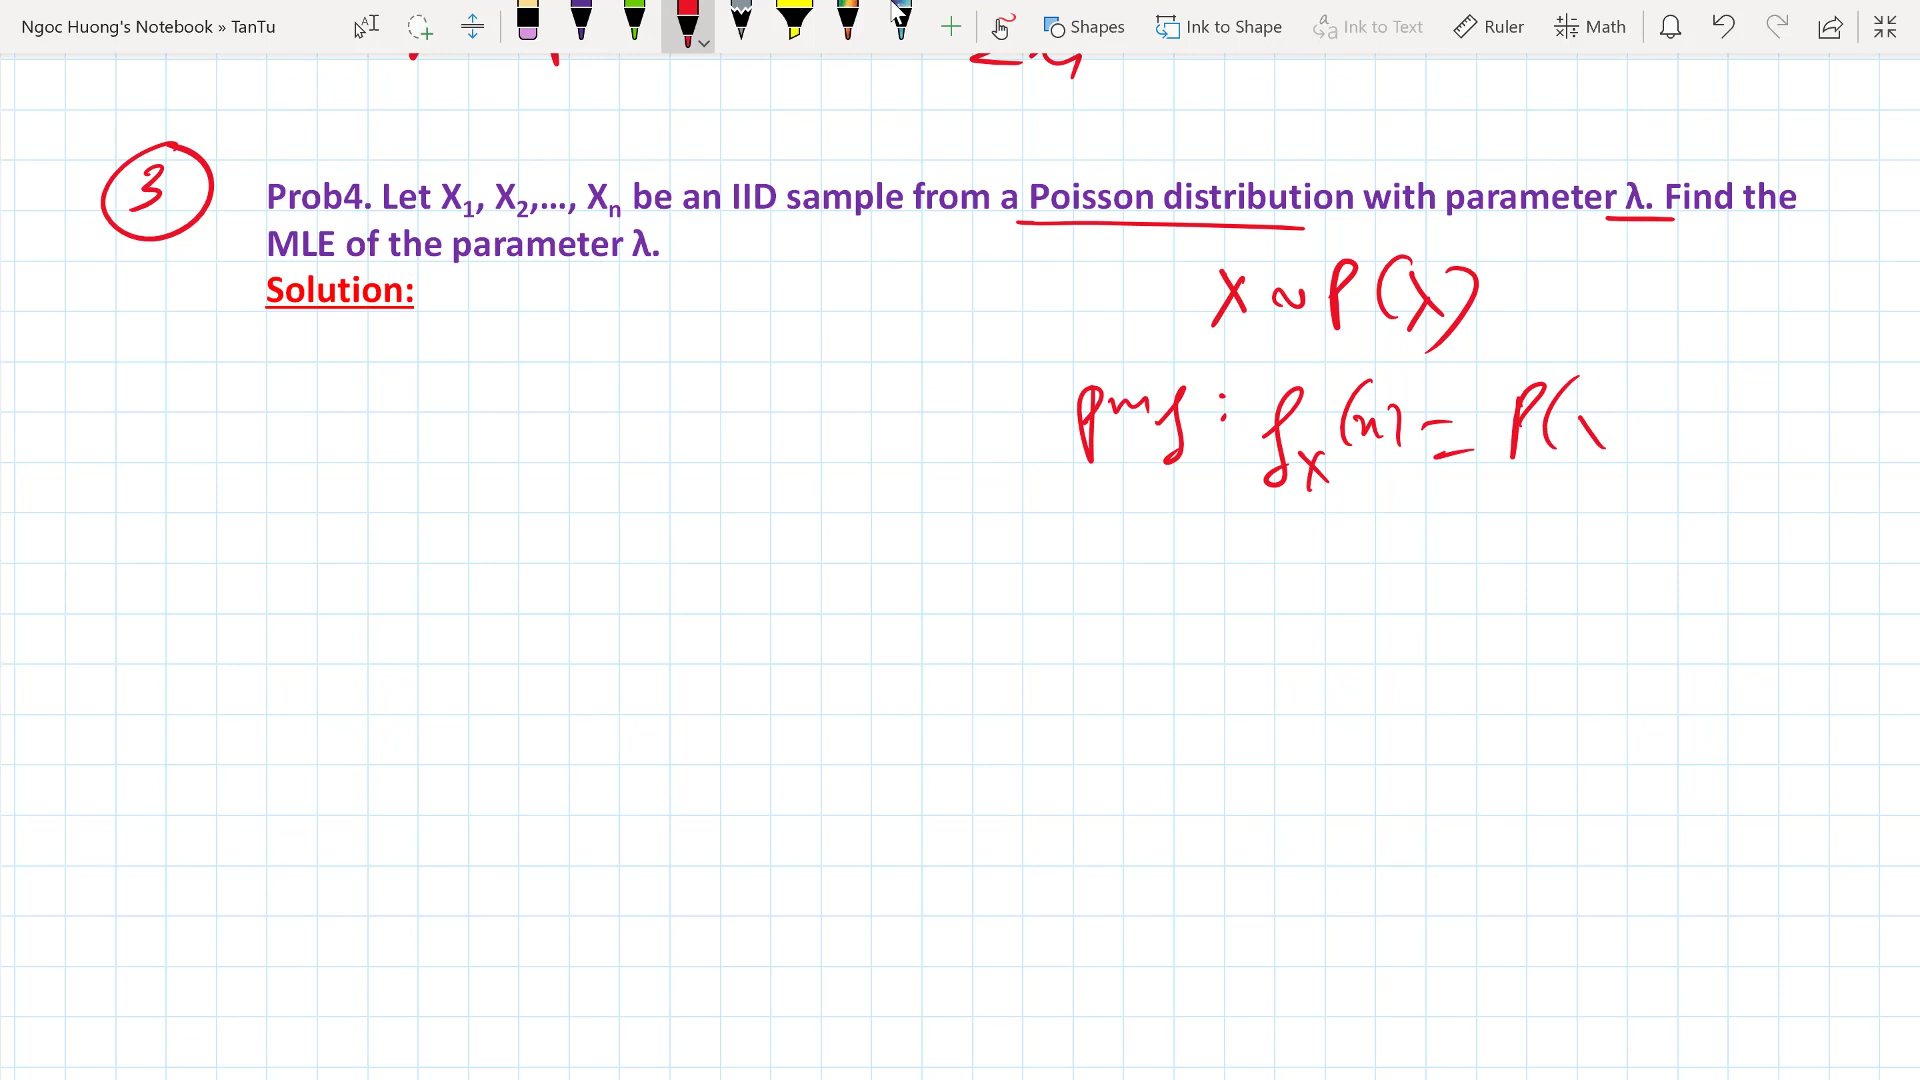 Ngoc Huong's Notebook » TanTu
Shapes
Ink to Shape
Ink to Text
Ruler
Math
3
Prob4. Let X₁, X₂,..., Xₙ be an IID sample from a Poisson distribution with parameter λ. Find the
MLE of the parameter λ.
Solution:
X ~ P(λ)
pmf : f_X(x) = P(